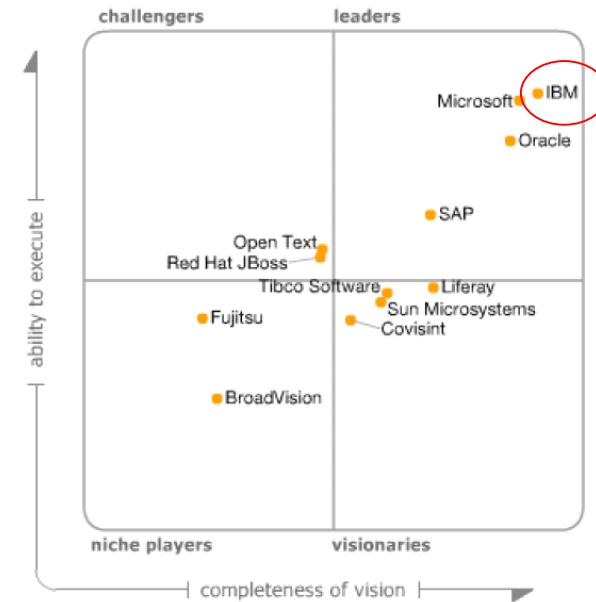 challengers
leaders
IBM
Microsoft
Oracle
SAP
Open Text
Red Hat JBoss
Tibco Software
Liferay
Sun Microsystems
Fujitsu
Covisint
BroadVision
ability to execute
niche players
visionaries
completeness of vision